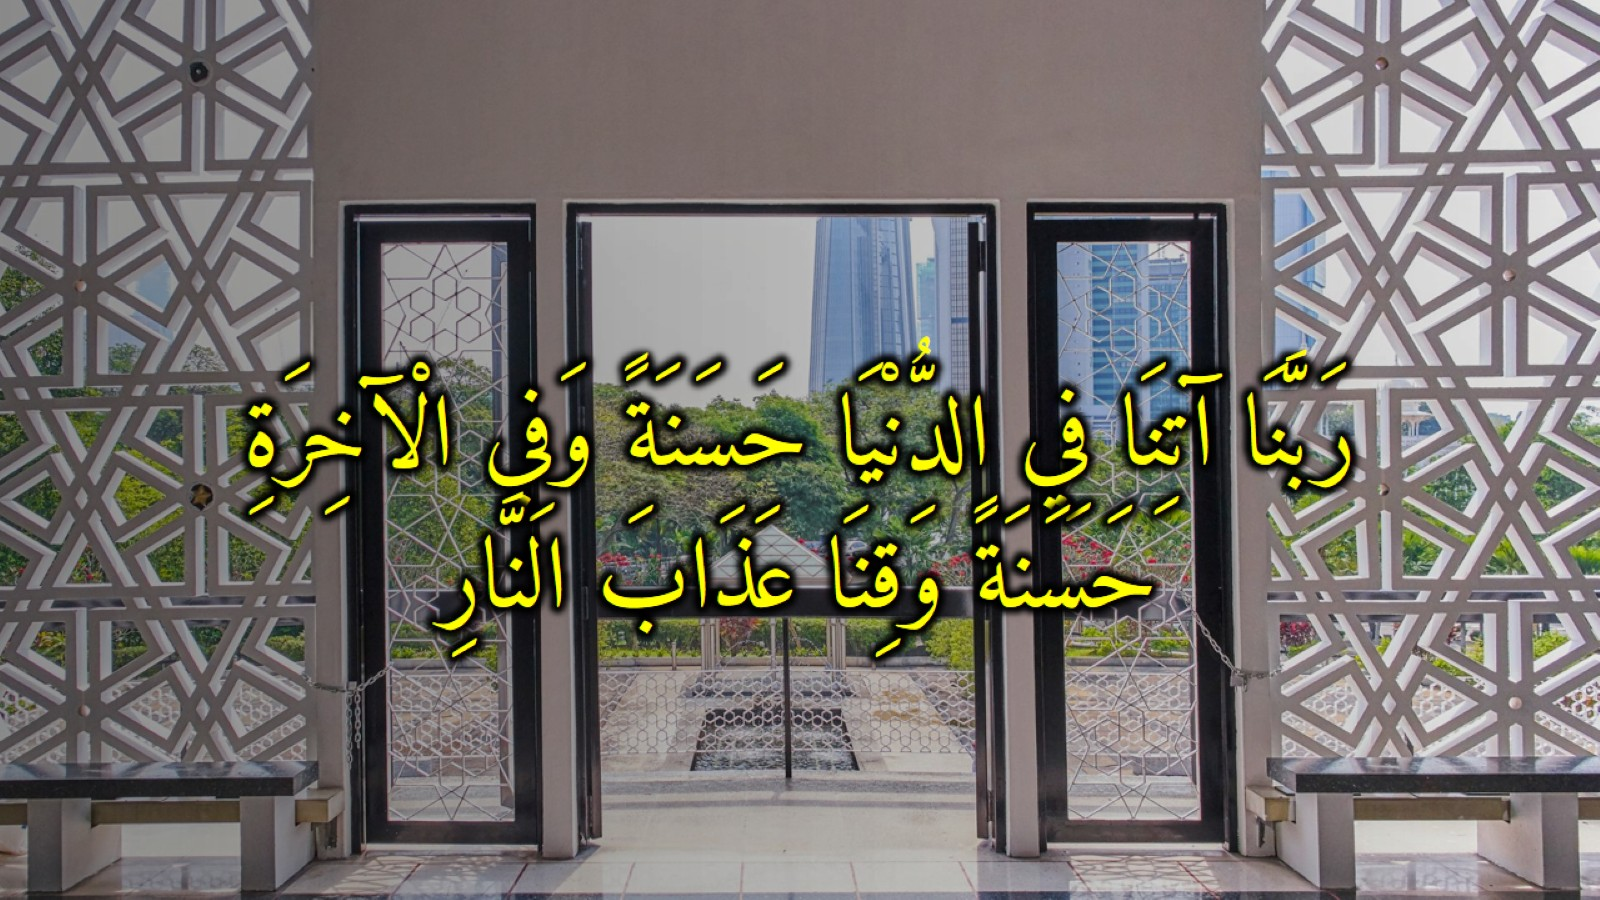 رَبَّنَا آتِنَا فِي الدُّنْيَا حَسَنَةً وَفِي الْآخِرَةِ
حَسَنَةً وَقِنَا عَذَابَ النَّارِ